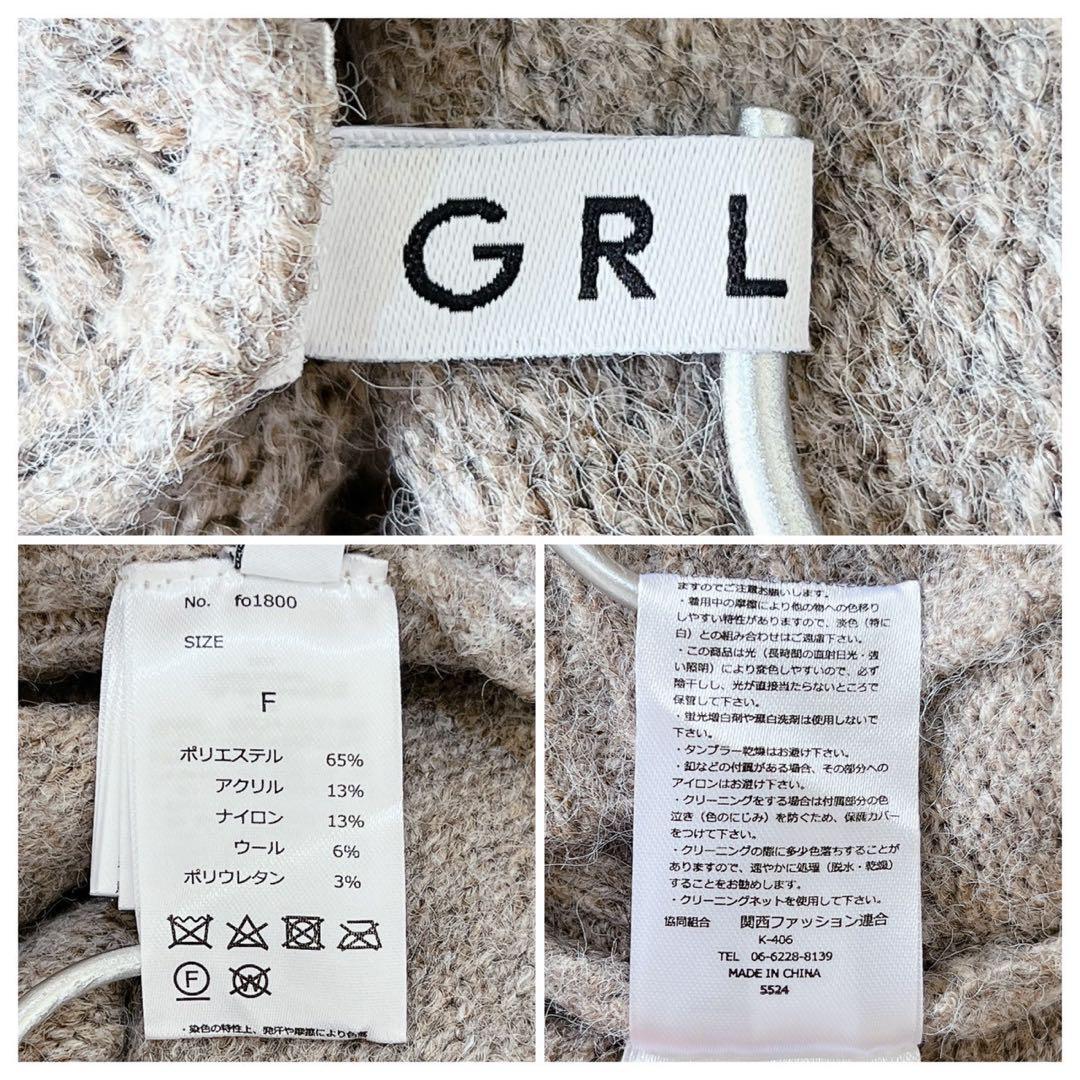 GRL
No. fo1800
SIZE
F
ポリエステル 65%
アクリル 13%
ナイロン 13%
ウール 6%
ポリウレタン 3%
F
W
・染色の特性上、発汗や摩擦により色
ますのでご注意お願いします。
・着用中の摩擦により他の物への色移り
しやすい特性がありますので、淡色（特に
白）との組み合わせはご遠慮下さい。
・この商品は光（長時間の直射日光・強
い照明）により変色しやすいので、必ず
陰干しし、光が直接当たらないところで
保管して下さい。
・蛍光増白剤や漂白洗剤は使用しないで
下さい。
・タンブラー乾燥はお避け下さい。
・釦などの付属がある場合、その部分への
アイロンはお避け下さい。
・クリーニングをする場合は付属部分の色
泣き（色のにじみ）を防ぐため、保護カバー
をつけて下さい。
・クリーニングの際に多少色落ちすることが
ありますので、速やかに処理（脱水・乾燥）
することをお勧めします。
・クリーニングネットを使用して下さい。
協同組合 関西ファッション連合
K-406
TEL 06-6228-8139
MADE IN CHINA
5524